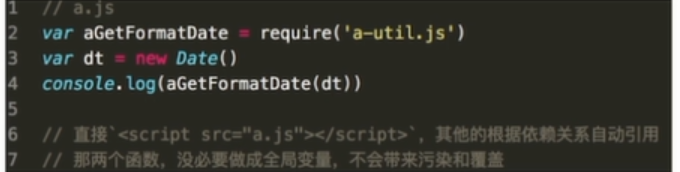 1 // a.js
2 var aGetFormatDate = require('a-util.js')
3 var dt = new Date()
4 console.log(aGetFormatDate(dt))
5
6 // 直接`<script src="a.js"></script>`，其他的根据依赖关系自动引用
7 // 那两个函数，没必要做成全局变量，不会带来污染和覆盖